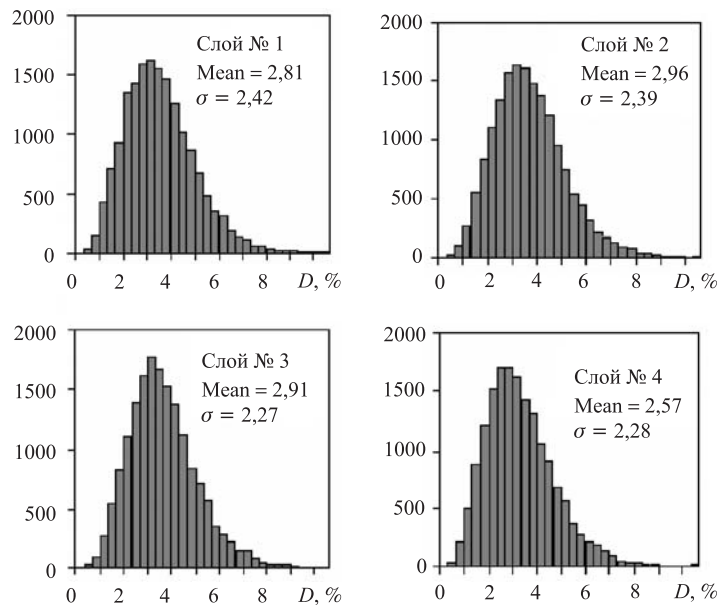 2000
1500
1000
500
0
Слой № 1
Mean = 2,81
σ = 2,42
0 2 4 6 8 D, %
2000
1500
1000
500
0
Слой № 2
Mean = 2,96
σ = 2,39
0 2 4 6 8 D, %
2000
1500
1000
500
0
Слой № 3
Mean = 2,91
σ = 2,27
0 2 4 6 8 D, %
2000
1500
1000
500
0
Слой № 4
Mean = 2,57
σ = 2,28
0 2 4 6 8 D, %